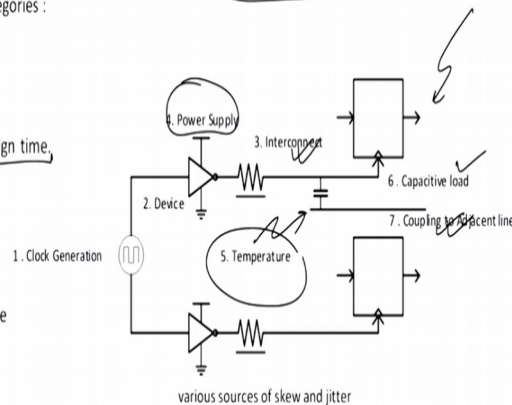 egories :
4. Power Supply
gn time.
3. Interconnect
6. Capacitive load
2. Device
7. Coupling to Adjacent line
1. Clock Generation
5. Temperature
e
various sources of skew and jitter